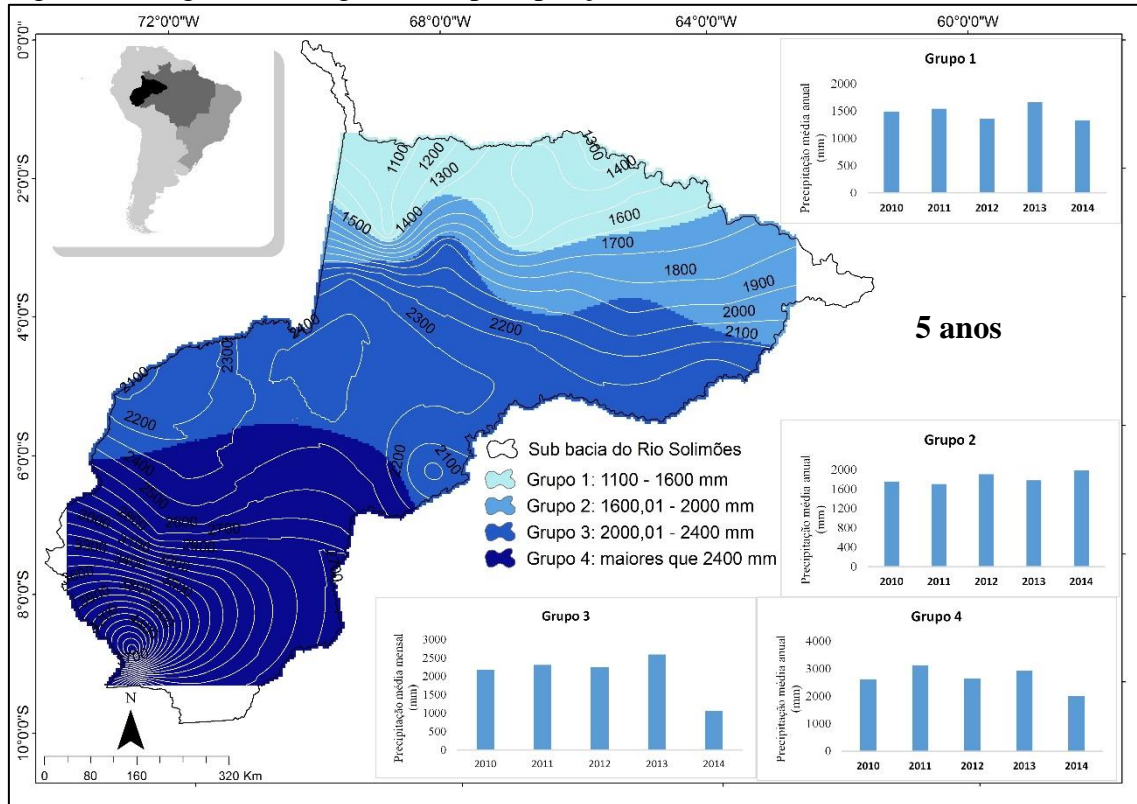 72°0'0"W
68°0'0"W
64°0'0"W
60°0'0"W
0°0'0"
2°0'0"S
4°0'0"S
6°0'0"S
8°0'0"S
10°0'0"S
1100
1200
1300
1300
1400
1500
1400
1600
1700
1800
1900
2000
2100
2300
2200
2100
2300
2100
2200
2400
2200
2100
5 anos
Sub bacia do Rio Solimões
Grupo 1: 1100 - 1600 mm
Grupo 2: 1600,01 - 2000 mm
Grupo 3: 2000,01 - 2400 mm
Grupo 4: maiores que 2400 mm
N
0 80 160 320 Km
Grupo 1
Precipitação média anual
(mm)
2000
1500
1000
500
0
2010 2011 2012 2013 2014
Grupo 2
Precipitação média anual
(mm)
2000
1600
1200
800
400
0
2010 2011 2012 2013 2014
Grupo 3
Precipitação média mensal
(mm)
3000
2500
2000
1500
1000
500
0
2010 2011 2012 2013 2014
Grupo 4
Precipitação média anual
(mm)
4000
3000
2000
1000
0
2010 2011 2012 2013 2014